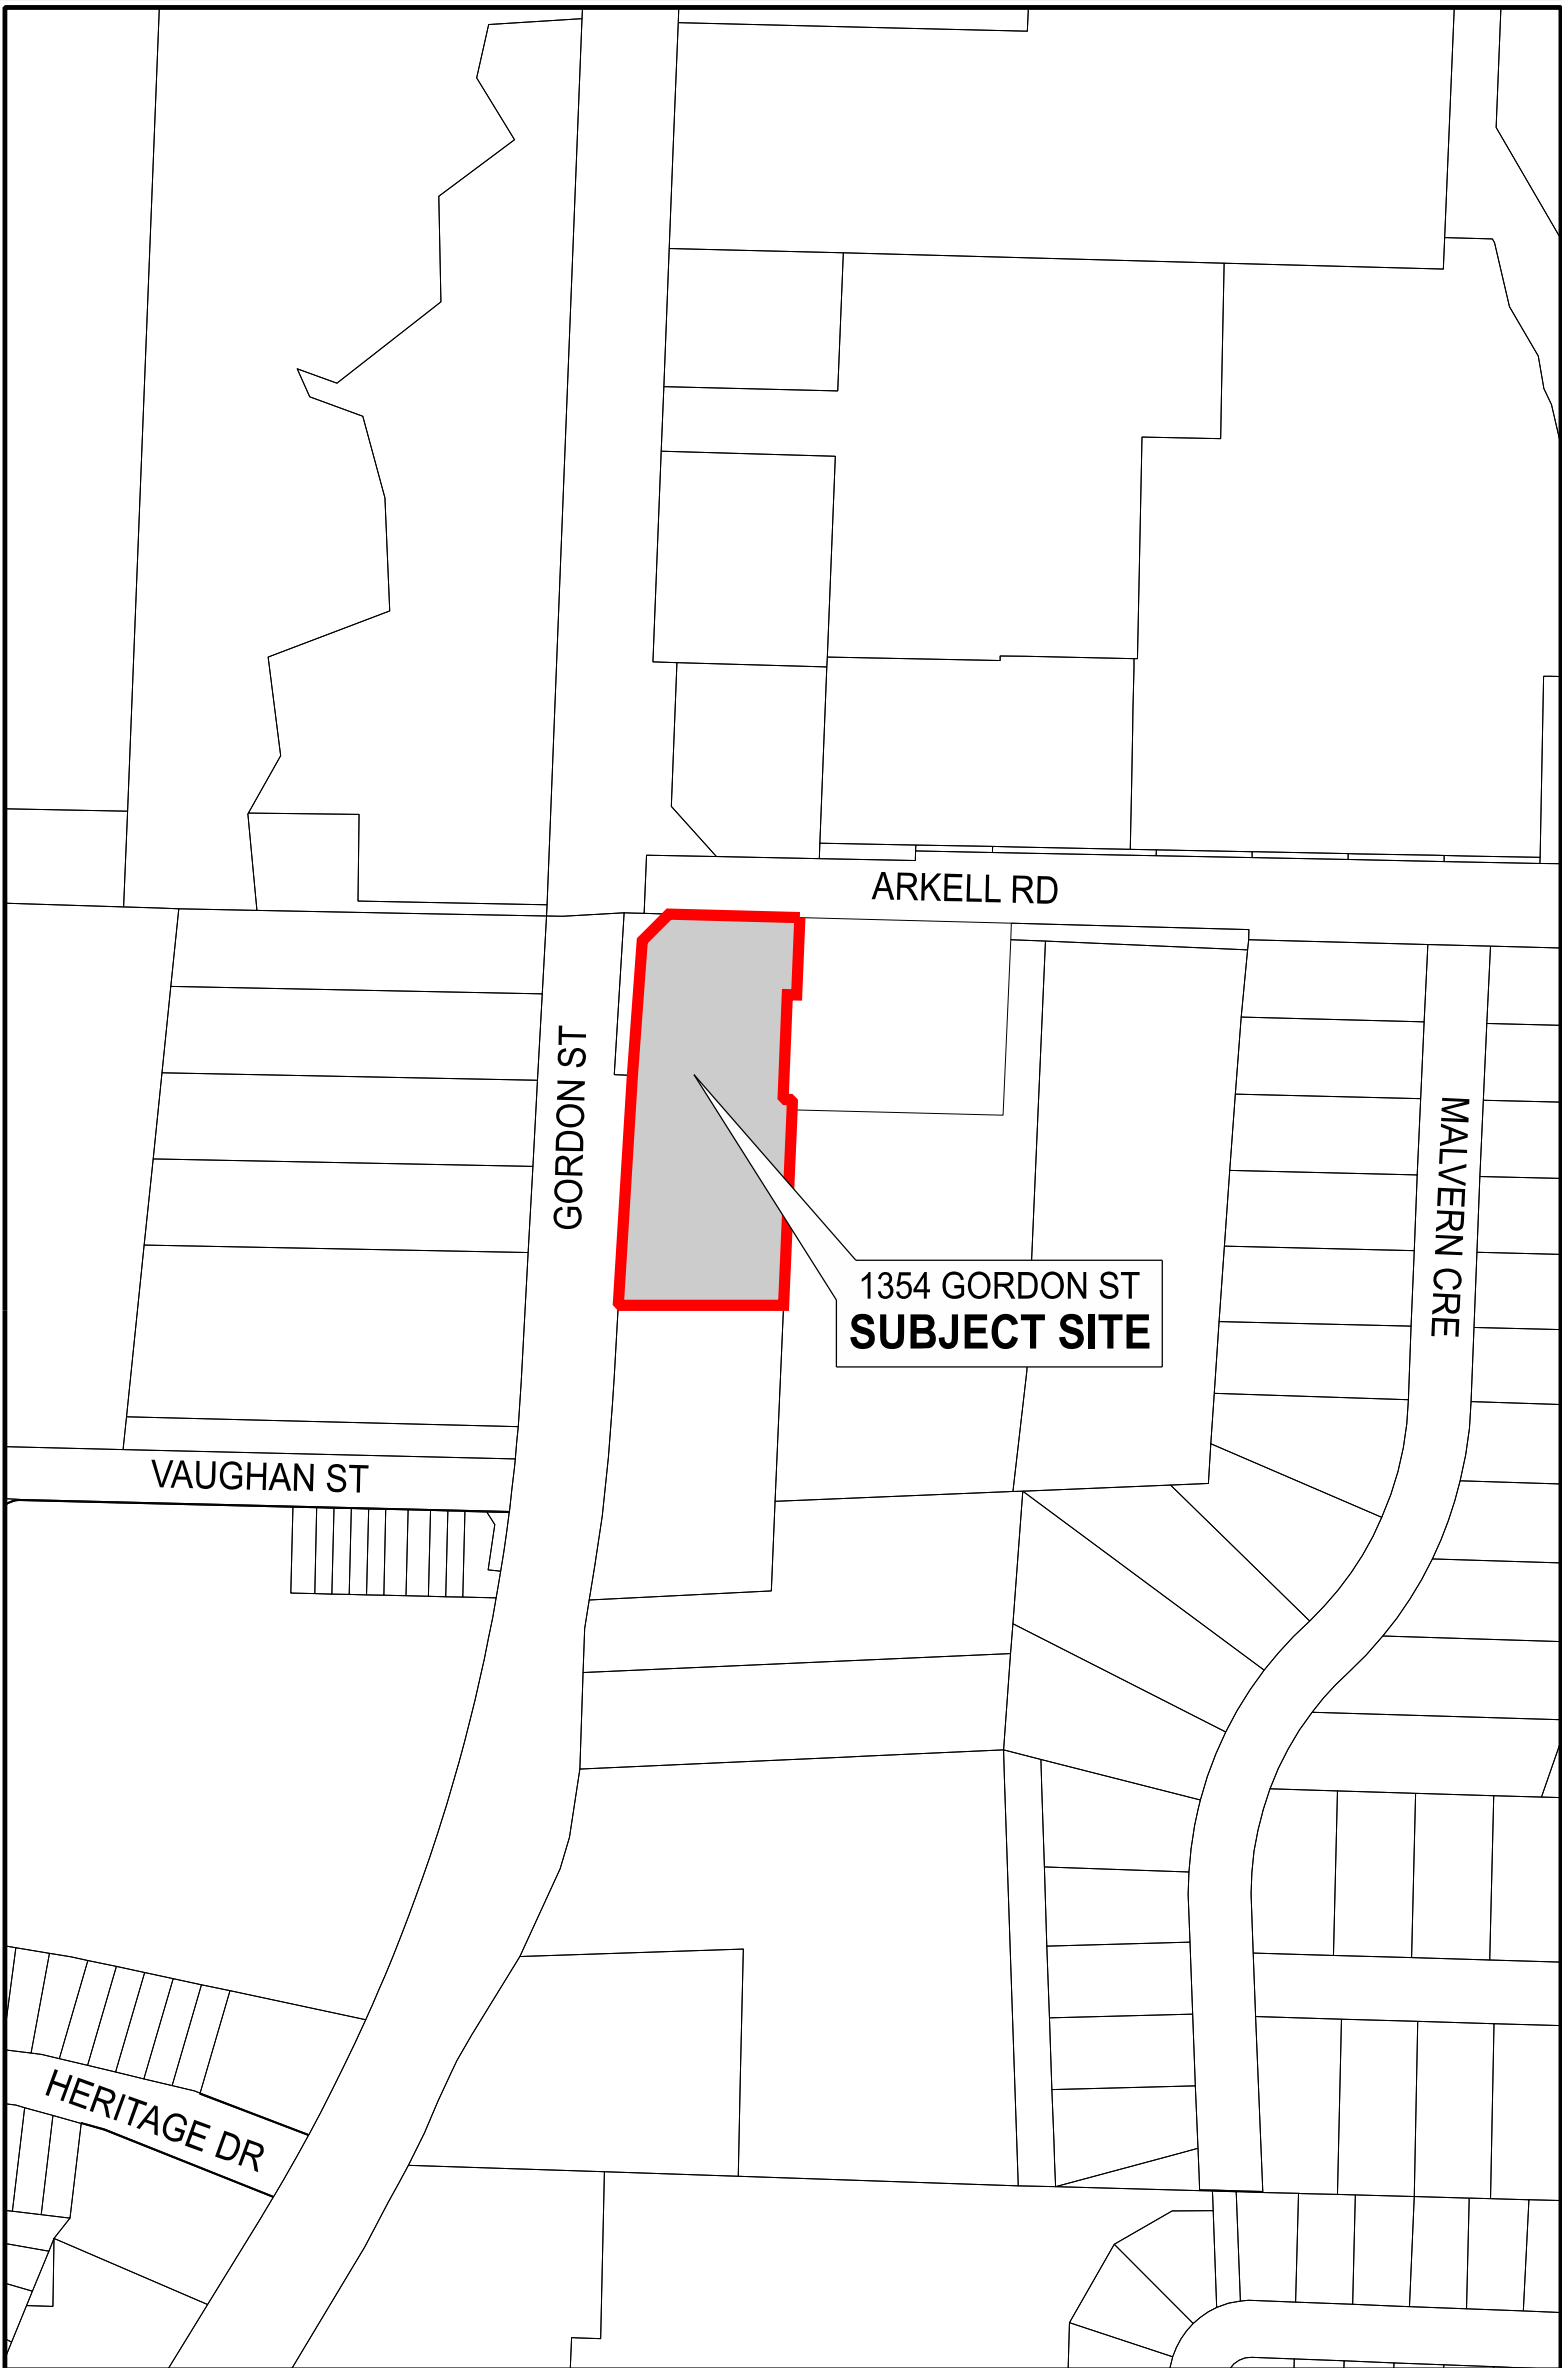 ARKELL RD
GORDON ST
MALVERN CRE
1354 GORDON ST
SUBJECT SITE
VAUGHAN ST
HERITAGE DR